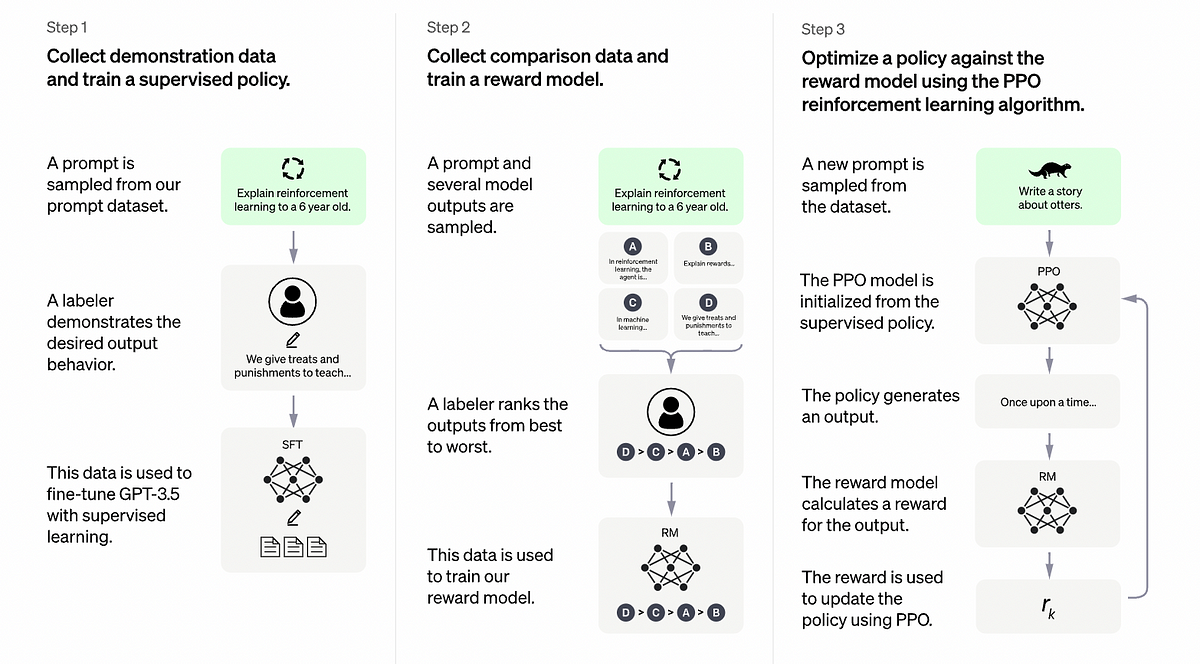 Step 1
Collect demonstration data
and train a supervised policy.
A prompt is
sampled from our
prompt dataset.
Explain reinforcement
learning to a 6 year old.
A labeler
demonstrates the
desired output
behavior.
We give treats and
punishments to teach...
This data is used to
fine-tune GPT-3.5
with supervised
learning.
SFT
Step 2
Collect comparison data and
train a reward model.
A prompt and
several model
outputs are
sampled.
Explain reinforcement
learning to a 6 year old.
A
In reinforcement
learning, the
agent is...
B
Explain rewards...
C
In machine
learning...
D
We give treats and
punishments to
teach...
A labeler ranks the
outputs from best
to worst.
D > C > A > B
This data is used
to train our
reward model.
RM
D > C > A > B
Step 3
Optimize a policy against the
reward model using the PPO
reinforcement learning algorithm.
A new prompt is
sampled from
the dataset.
Write a story
about otters.
The PPO model is
initialized from the
supervised policy.
PPO
The policy generates
an output.
Once upon a time...
The reward model
calculates a reward
for the output.
RM
The reward is used
to update the
policy using PPO.
rk